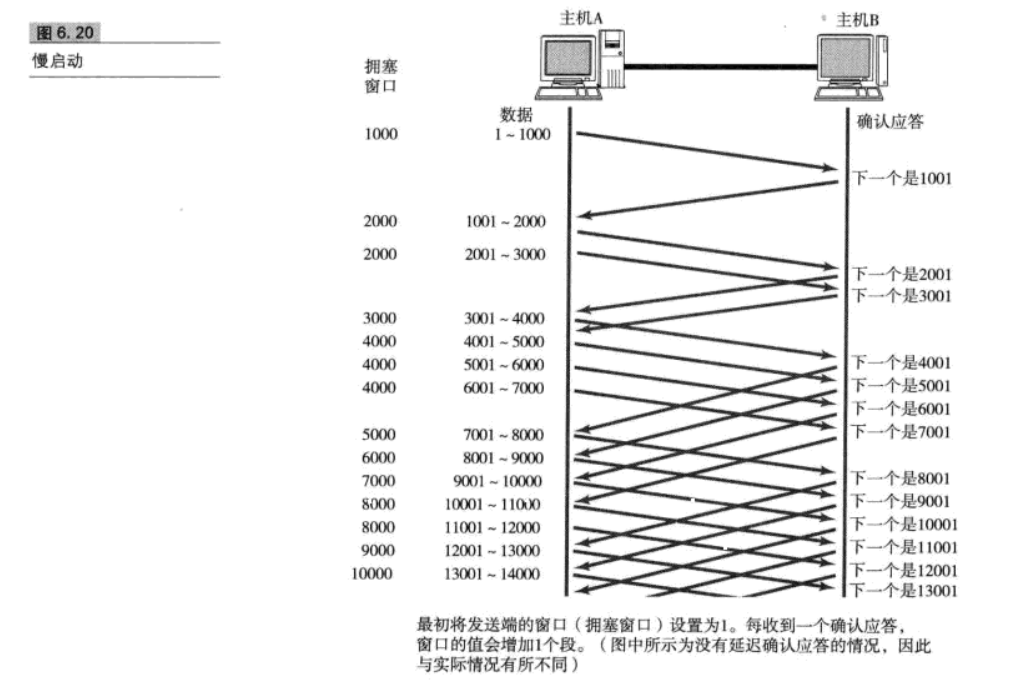 图 6.20
慢启动
主机A
主机B
拥塞
窗口
数据
确认应答
1000 1~1000
下一个是1001
2000 1001~2000
2000 2001~3000
下一个是2001
下一个是3001
3000 3001~4000
4000 4001~5000
4000 5001~6000
4000 6001~7000
下一个是4001
下一个是5001
下一个是6001
下一个是7001
5000 7001~8000
6000 8001~9000
7000 9001~10000
8000 10001~11000
8000 11001~12000
9000 12001~13000
10000 13001~14000
下一个是8001
下一个是9001
下一个是10001
下一个是11001
下一个是12001
下一个是13001
最初将发送端的窗口(拥塞窗口)设置为1。每收到一个确认应答,
窗口的值会增加1个段。(图中所示为没有延迟确认应答的情况,因此
与实际情况有所不同)